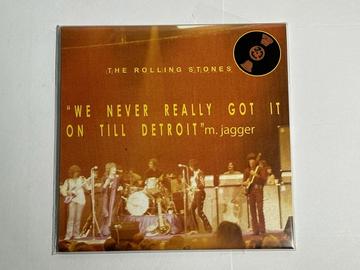 THE ROLLING STONES
"WE NEVER REALLY GOT IT
ON TILL DETROIT" m. jagger